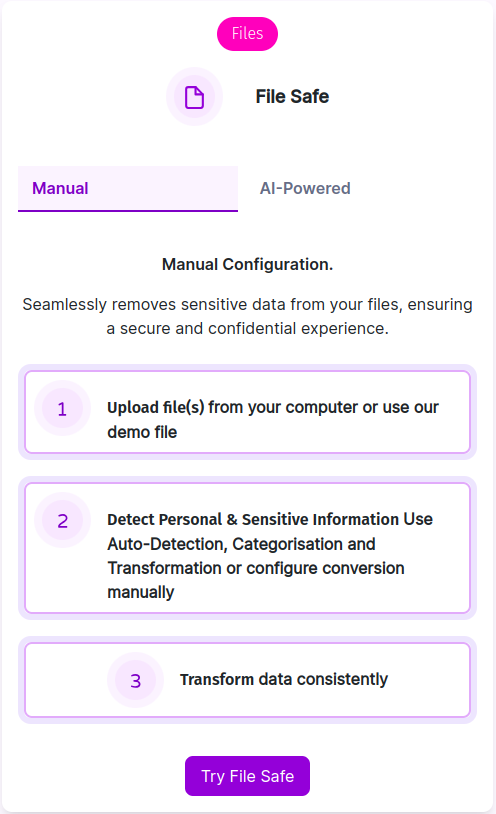 Files
File Safe
Manual
AI-Powered
Manual Configuration.
Seamlessly removes sensitive data from your files, ensuring
a secure and confidential experience.
1
Upload file(s) from your computer or use our
demo file
2
Detect Personal & Sensitive Information Use
Auto-Detection, Categorisation and
Transformation or configure conversion
manually
3
Transform data consistently
Try File Safe